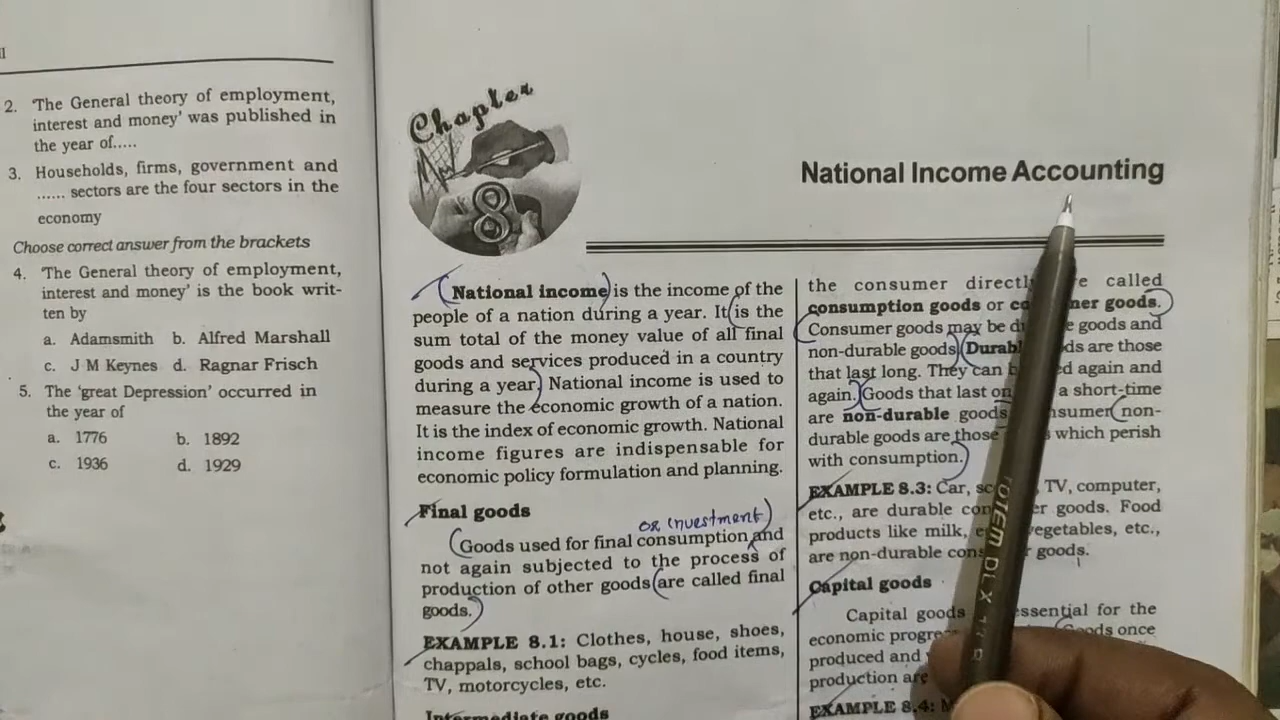 II
2. 'The General theory of employment,
interest and money' was published in
the year of.....
3. Households, firms, government and
...... sectors are the four sectors in the
economy
Choose correct answer from the brackets
4. 'The General theory of employment,
interest and money' is the book writ-
ten by
a. Adamsmith b. Alfred Marshall
c. J M Keynes d. Ragnar Frisch
5. The 'great Depression' occurred in
the year of
a. 1776 b. 1892
c. 1936 d. 1929
Chapter
8
National Income Accounting
National income is the income of the
people of a nation during a year. It is the
sum total of the money value of all final
goods and services produced in a country
during a year. National income is used to
measure the economic growth of a nation.
It is the index of economic growth. National
income figures are indispensable for
economic policy formulation and planning.
Final goods
or investment
Goods used for final consumption and
not again subjected to the process of
production of other goods are called final
goods.
EXAMPLE 8.1: Clothes, house, shoes,
chappals, school bags, cycles, food items,
TV, motorcycles, etc.
Intermediate goods
the consumer directly are called
consumption goods or consumer goods.
Consumer goods may be durable goods and
non-durable goods. Durable goods are those
that last long. They can be used again and
again. Goods that last only a short-time
are non-durable goods. Consumer non-
durable goods are those which perish
with consumption.
EXAMPLE 8.3: Car, TV, computer,
etc., are durable consumer goods. Food
products like milk, vegetables, etc.,
are non-durable consumer goods.
Capital goods
Capital goods essential for the
economic Goods once
produced and
production are
EXAMPLE 8.4:
TOTEM DLX